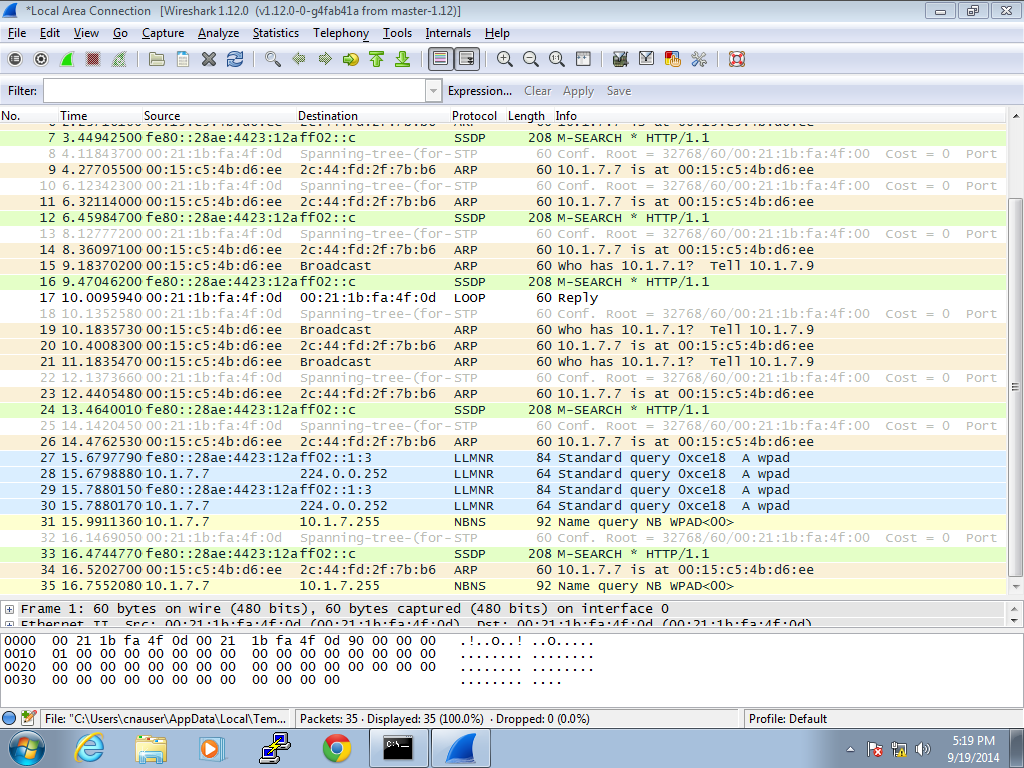 *Local Area Connection [Wireshark 1.12.0 (v1.12.0-0-g4fab41a from master-1.12)]
File Edit View Go Capture Analyze Statistics Telephony Tools Internals Help
Filter: Expression... Clear Apply Save
No. Time Source Destination Protocol Length Info
7 3.44942500 fe80::28ae:4423:12a ff02::c SSDP 208 M-SEARCH * HTTP/1.1
8 4.11843700 00:21:1b:fa:4f:0d Spanning-tree-(for- STP 60 Conf. Root = 32768/60/00:21:1b:fa:4f:00 Cost = 0 Port
9 4.27705500 00:15:c5:4b:d6:ee 2c:44:fd:2f:7b:b6 ARP 60 10.1.7.7 is at 00:15:c5:4b:d6:ee
10 6.12342300 00:21:1b:fa:4f:0d Spanning-tree-(for- STP 60 Conf. Root = 32768/60/00:21:1b:fa:4f:00 Cost = 0 Port
11 6.32114000 00:15:c5:4b:d6:ee 2c:44:fd:2f:7b:b6 ARP 60 10.1.7.7 is at 00:15:c5:4b:d6:ee
12 6.45984700 fe80::28ae:4423:12a ff02::c SSDP 208 M-SEARCH * HTTP/1.1
13 8.12777200 00:21:1b:fa:4f:0d Spanning-tree-(for- STP 60 Conf. Root = 32768/60/00:21:1b:fa:4f:00 Cost = 0 Port
14 8.36097100 00:15:c5:4b:d6:ee 2c:44:fd:2f:7b:b6 ARP 60 10.1.7.7 is at 00:15:c5:4b:d6:ee
15 9.18370200 00:15:c5:4b:d6:ee Broadcast ARP 60 Who has 10.1.7.1? Tell 10.1.7.9
16 9.47046200 fe80::28ae:4423:12a ff02::c SSDP 208 M-SEARCH * HTTP/1.1
17 10.0095940 00:21:1b:fa:4f:0d 00:21:1b:fa:4f:0d LOOP 60 Reply
18 10.1352580 00:21:1b:fa:4f:0d Spanning-tree-(for- STP 60 Conf. Root = 32768/60/00:21:1b:fa:4f:00 Cost = 0 Port
19 10.1835730 00:15:c5:4b:d6:ee Broadcast ARP 60 Who has 10.1.7.1? Tell 10.1.7.9
20 10.4008300 00:15:c5:4b:d6:ee 2c:44:fd:2f:7b:b6 ARP 60 10.1.7.7 is at 00:15:c5:4b:d6:ee
21 11.1835470 00:15:c5:4b:d6:ee Broadcast ARP 60 Who has 10.1.7.1? Tell 10.1.7.9
22 12.1373660 00:21:1b:fa:4f:0d Spanning-tree-(for- STP 60 Conf. Root = 32768/60/00:21:1b:fa:4f:00 Cost = 0 Port
23 12.4405480 00:15:c5:4b:d6:ee 2c:44:fd:2f:7b:b6 ARP 60 10.1.7.7 is at 00:15:c5:4b:d6:ee
24 13.4640010 fe80::28ae:4423:12a ff02::c SSDP 208 M-SEARCH * HTTP/1.1
25 14.1420450 00:21:1b:fa:4f:0d Spanning-tree-(for- STP 60 Conf. Root = 32768/60/00:21:1b:fa:4f:00 Cost = 0 Port
26 14.4762530 00:15:c5:4b:d6:ee 2c:44:fd:2f:7b:b6 ARP 60 10.1.7.7 is at 00:15:c5:4b:d6:ee
27 15.6797790 fe80::28ae:4423:12a ff02::1:3 LLMNR 84 Standard query 0xce18 A wpad
28 15.6798880 10.1.7.7 224.0.0.252 LLMNR 64 Standard query 0xce18 A wpad
29 15.7880150 fe80::28ae:4423:12a ff02::1:3 LLMNR 84 Standard query 0xce18 A wpad
30 15.7880170 10.1.7.7 224.0.0.252 LLMNR 64 Standard query 0xce18 A wpad
31 15.9911360 10.1.7.7 10.1.7.255 NBNS 92 Name query NB WPAD<00>
32 16.1469050 00:21:1b:fa:4f:0d Spanning-tree-(for- STP 60 Conf. Root = 32768/60/00:21:1b:fa:4f:00 Cost = 0 Port
33 16.4744770 fe80::28ae:4423:12a ff02::c SSDP 208 M-SEARCH * HTTP/1.1
34 16.5202700 00:15:c5:4b:d6:ee 2c:44:fd:2f:7b:b6 ARP 60 10.1.7.7 is at 00:15:c5:4b:d6:ee
35 16.7552080 10.1.7.7 10.1.7.255 NBNS 92 Name query NB WPAD<00>
Frame 1: 60 bytes on wire (480 bits), 60 bytes captured (480 bits) on interface 0
Ethernet II, Src: 00:21:1b:fa:4f:0d (00:21:1b:fa:4f:0d), Dst: 00:21:1b:fa:4f:0d (00:21:1b:fa:4f:0d)
0000 00 21 1b fa 4f 0d 00 21 1b fa 4f 0d 90 00 00 00 .!..O..! ..O.....
0010 01 00 00 00 00 00 00 00 00 00 00 00 00 00 00 00 ........ ........
0020 00 00 00 00 00 00 00 00 00 00 00 00 00 00 00 00 ........ ........
0030 00 00 00 00 00 00 00 00 00 00 00 00 ........ ....
File: "C:\Users\cnauser\AppData\Local\Tem... Packets: 35 · Displayed: 35 (100.0%) · Dropped: 0 (0.0%) Profile: Default
C:\
5:19 PM
9/19/2014